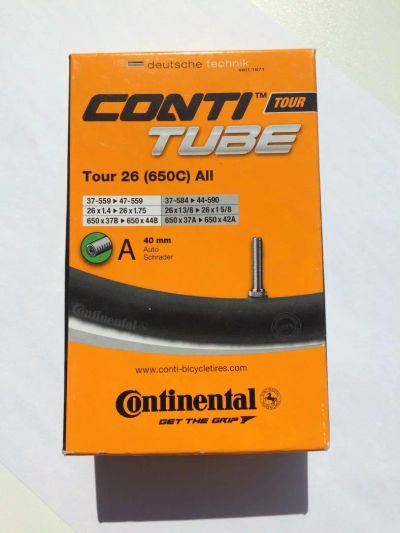 deutsche technik
seit 1871
CONTI™ TOUR
TUBE
Tour 26 (650C) All
37-559 ▸ 47-559 37-584 ▸ 44-590
26 x 1.4 ▸ 26 x 1.75 26 x 1 3/8 ▸ 26 x 1 5/8
650 x 37B ▸ 650 x 44B 650 x 37A ▸ 650 x 42A
A 40 mm
Auto
Schrader
Continental
www.conti-bicycletires.com
Continental
GET THE GRIP